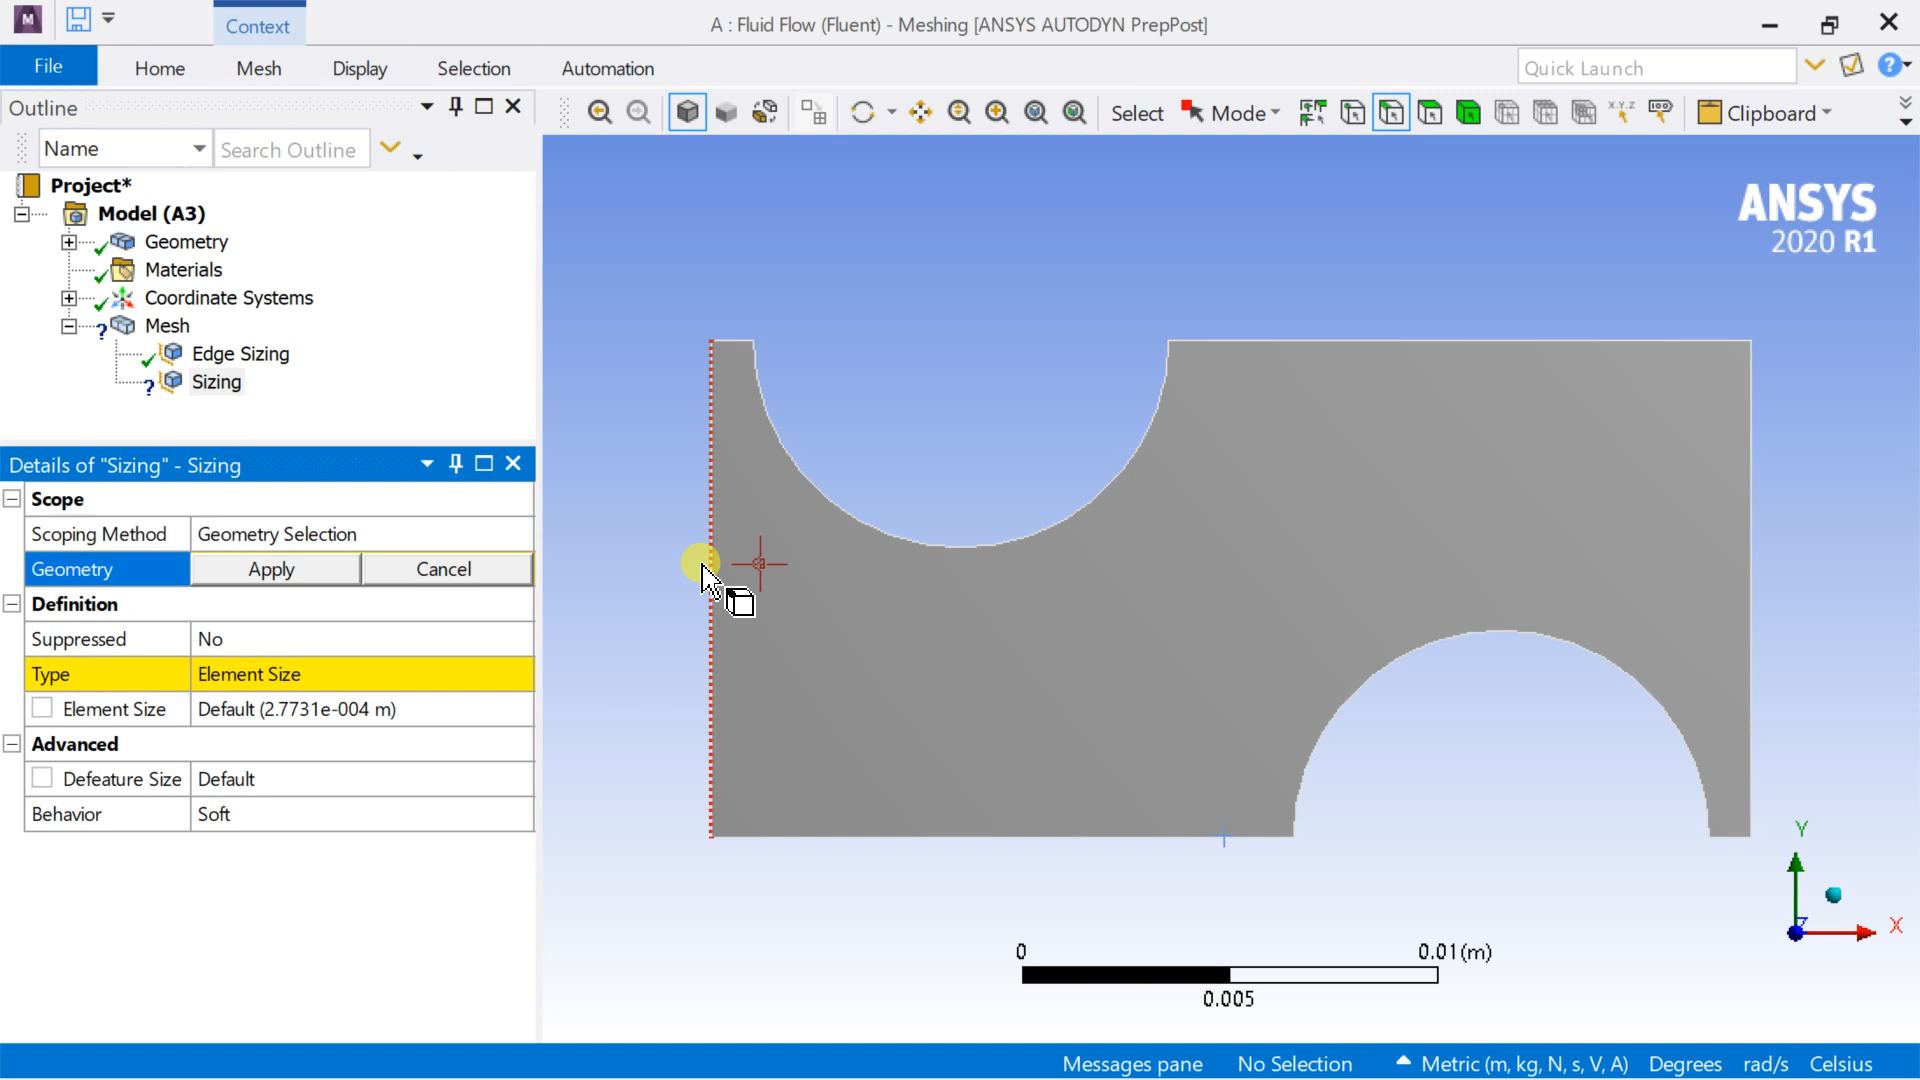 M
Context
A : Fluid Flow (Fluent) - Meshing [ANSYS AUTODYN PrepPost]
File
Home
Mesh
Display
Selection
Automation
Quick Launch
?
Outline
Select
Mode
X,Y,Z
Clipboard
Name
Search Outline
Project*
Model (A3)
Geometry
Materials
Coordinate Systems
? Mesh
Edge Sizing
? Sizing
ANSYS
2020 R1
Details of "Sizing" - Sizing
Scope
Scoping Method Geometry Selection
Geometry Apply Cancel
Definition
Suppressed No
Type Element Size
Element Size Default (2.7731e-004 m)
Advanced
Defeature Size Default
Behavior Soft
Y
Z
X
0 0.01(m)
0.005
Messages pane No Selection Metric (m, kg, N, s, V, A) Degrees rad/s Celsius